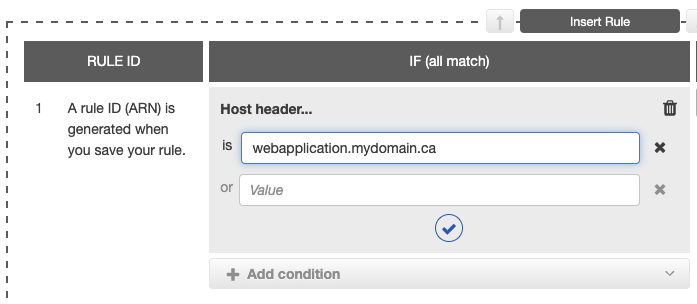 Insert Rule
RULE ID
IF (all match)
1 A rule ID (ARN) is
generated when
you save your rule.
Host header...
is webapplication.mydomain.ca
or Value
Add condition